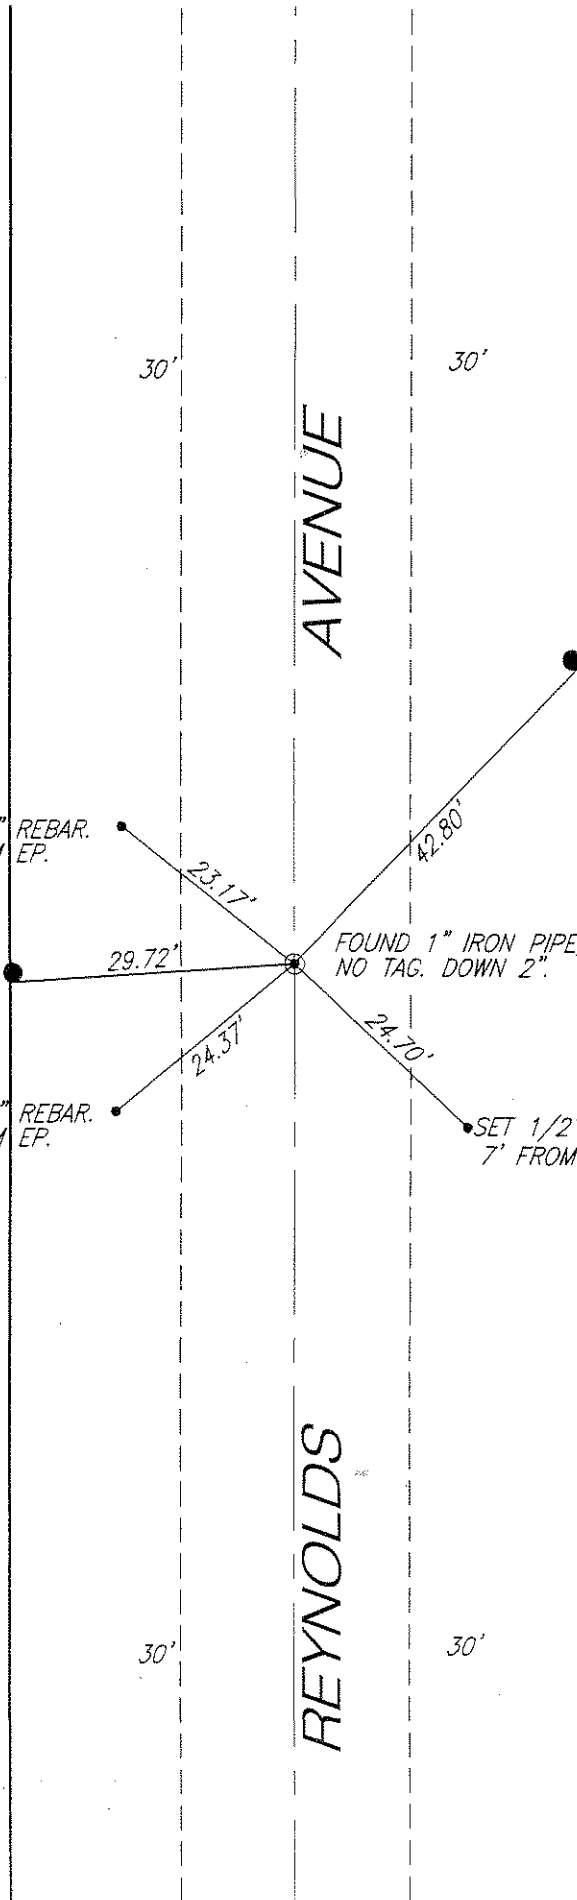 30'
30'
AVENUE
" REBAR.
EP.
23.17'
42.80'
29.72'
FOUND 1" IRON PIPE,
NO TAG. DOWN 2".
24.37'
24.70'
" REBAR.
EP.
SET 1/2"
7' FROM
REYNOLDS
30'
30'